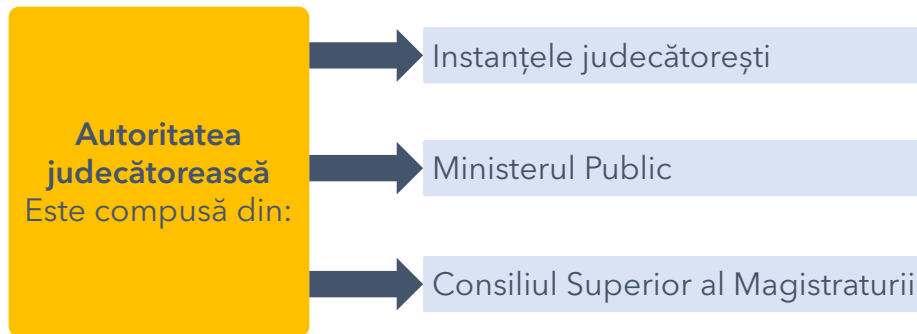 Autoritatea
judecătorească
Este compusă din:
Instanțele judecătorești
Ministerul Public
Consiliul Superior al Magistraturii